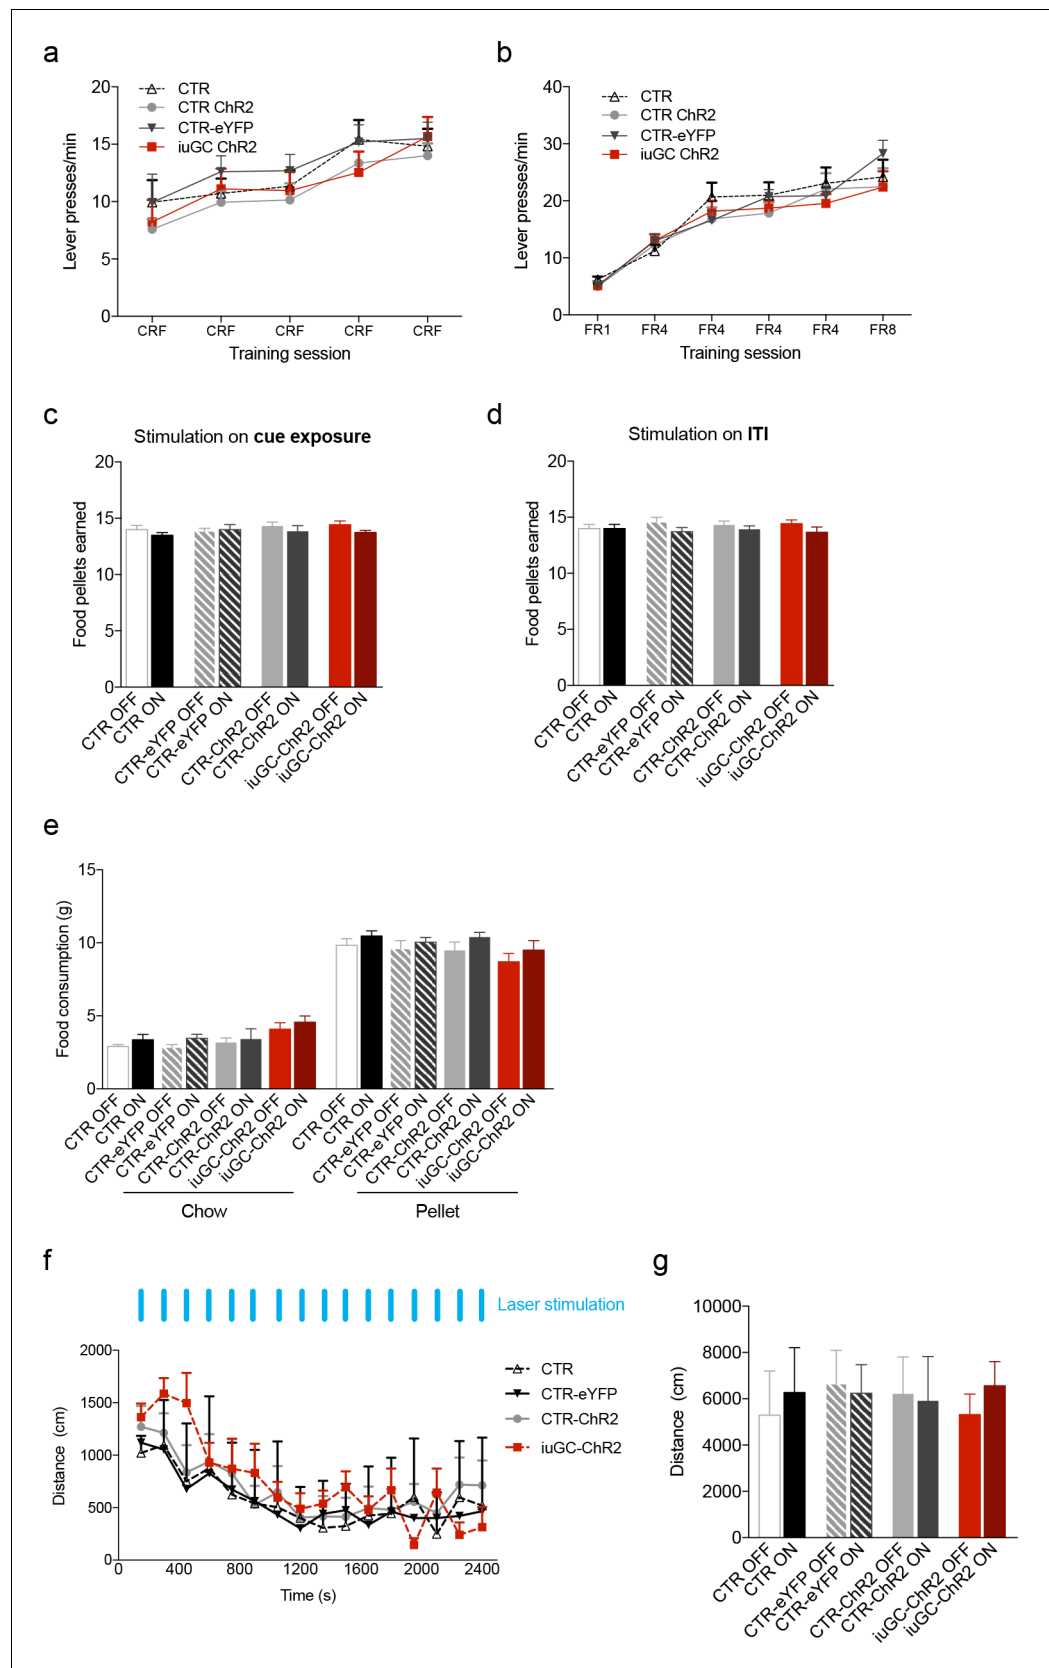 a
20
15
10
5
0
Lever presses/min
CTR
CTR ChR2
CTR-eYFP
iuGC ChR2
CRF CRF CRF CRF CRF
Training session
b
40
30
20
10
0
Lever presses/min
CTR
CTR ChR2
CTR-eYFP
iuGC ChR2
FR1 FR4 FR4 FR4 FR4 FR8
Training session
c
Stimulation on cue exposure
20
15
10
5
0
Food pellets earned
CTR OFF
CTR ON
CTR-eYFP OFF
CTR-eYFP ON
CTR-ChR2 OFF
CTR-ChR2 ON
iuGC-ChR2 OFF
iuGC-ChR2 ON
d
Stimulation on ITI
20
15
10
5
0
Food pellets earned
CTR OFF
CTR ON
CTR-eYFP OFF
CTR-eYFP ON
CTR-ChR2 OFF
CTR-ChR2 ON
iuGC-ChR2 OFF
iuGC-ChR2 ON
e
15
10
5
0
Food consumption (g)
CTR OFF
CTR ON
CTR-eYFP OFF
CTR-eYFP ON
CTR-ChR2 OFF
CTR-ChR2 ON
iuGC-ChR2 OFF
iuGC-ChR2 ON
CTR OFF
CTR ON
CTR-eYFP OFF
CTR-eYFP ON
CTR-ChR2 OFF
CTR-ChR2 ON
iuGC-ChR2 OFF
iuGC-ChR2 ON
Chow
Pellet
f
Laser stimulation
2000
1500
1000
500
0
Distance (cm)
CTR
CTR-eYFP
CTR-ChR2
iuGC-ChR2
0 400 800 1200 1600 2000 2400
Time (s)
g
10000
8000
6000
4000
2000
0
Distance (cm)
CTR OFF
CTR ON
CTR-eYFP OFF
CTR-eYFP ON
CTR-ChR2 OFF
CTR-ChR2 ON
iuGC-ChR2 OFF
iuGC-ChR2 ON